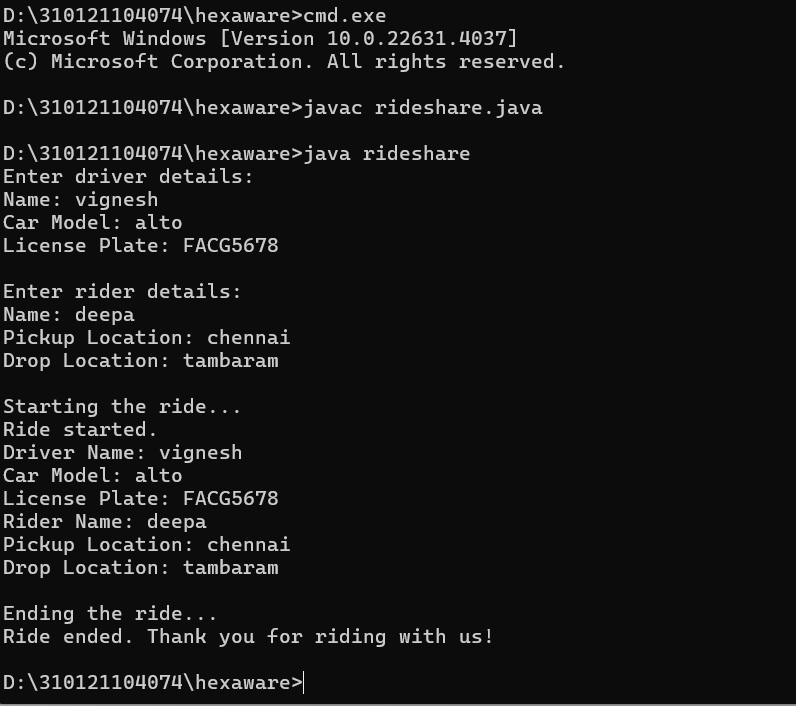 D:\310121104074\hexaware>cmd.exe
Microsoft Windows [Version 10.0.22631.4037]
(c) Microsoft Corporation. All rights reserved.
D:\310121104074\hexaware>javac rideshare.java
D:\310121104074\hexaware>java rideshare
Enter driver details:
Name: vignesh
Car Model: alto
License Plate: FACG5678
Enter rider details:
Name: deepa
Pickup Location: chennai
Drop Location: tambaram
Starting the ride...
Ride started.
Driver Name: vignesh
Car Model: alto
License Plate: FACG5678
Rider Name: deepa
Pickup Location: chennai
Drop Location: tambaram
Ending the ride...
Ride ended. Thank you for riding with us!
D:\310121104074\hexaware>